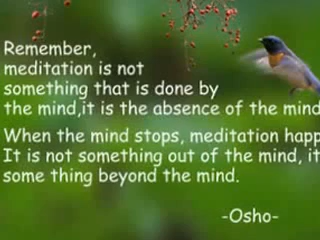 Remember,
meditation is not
something that is done by
the mind,it is the absence of the mind
When the mind stops, meditation happ
It is not something out of the mind, it
some thing beyond the mind.
-Osho-